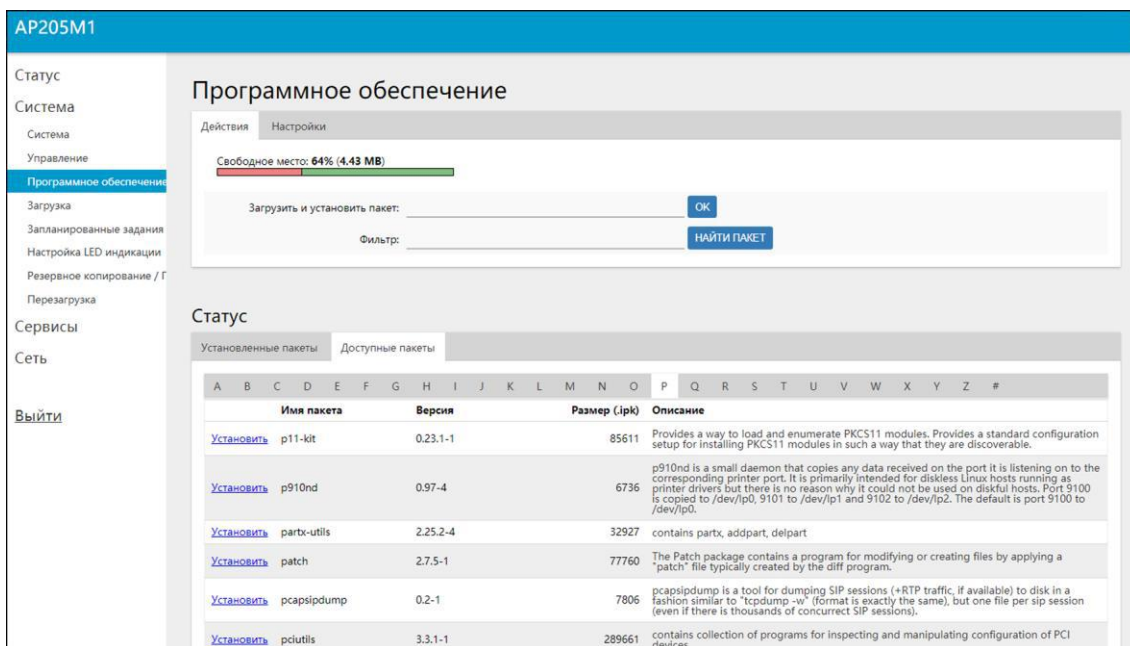 AP205M1
Статус
Система
Система
Управление
Программное обеспечение
Загрузка
Запланированные задания
Настройка LED индикации
Резервное копирование / П
Перезагрузка
Сервисы
Сеть
Выйти
Программное обеспечение
Действия Настройки
Свободное место: 64% (4.43 MB)
Загрузить и установить пакет: OK
Фильтр: НАЙТИ ПАКЕТ
Статус
Установленные пакеты Доступные пакеты
A B C D E F G H I J K L M N O P Q R S T U V W X Y Z #
Имя пакета Версия Размер (.ipk) Описание
Установить p11-kit 0.23.1-1 85611 Provides a way to load and enumerate PKCS11 modules. Provides a standard configuration
setup for installing PKCS11 modules in such a way that they are discoverable.
p910nd is a small daemon that copies any data received on the port it is listening on to the
corresponding printer port. It is primarily intended for diskless Linux hosts running as
Установить p910nd 0.97-4 6736 printer drivers but there is no reason why it could not be used on diskful hosts. Port 9100
is copied to /dev/lp0, 9101 to /dev/lp1 and 9102 to /dev/lp2. The default is port 9100 to
/dev/lp0.
Установить partx-utils 2.25.2-4 32927 contains partx, addpart, delpart
Установить patch 2.7.5-1 77760 The Patch package contains a program for modifying or creating files by applying a
"patch" file typically created by the diff program.
pcapsipdump is a tool for dumping SIP sessions (+RTP traffic, if available) to disk in a
Установить pcapsipdump 0.2-1 7806 fashion similar to "tcpdump -w" (format is exactly the same), but one file per sip session
(even if there is thousands of concurrect SIP sessions).
Установить pciutils 3.3.1-1 289661 contains collection of programs for inspecting and manipulating configuration of PCI
devices